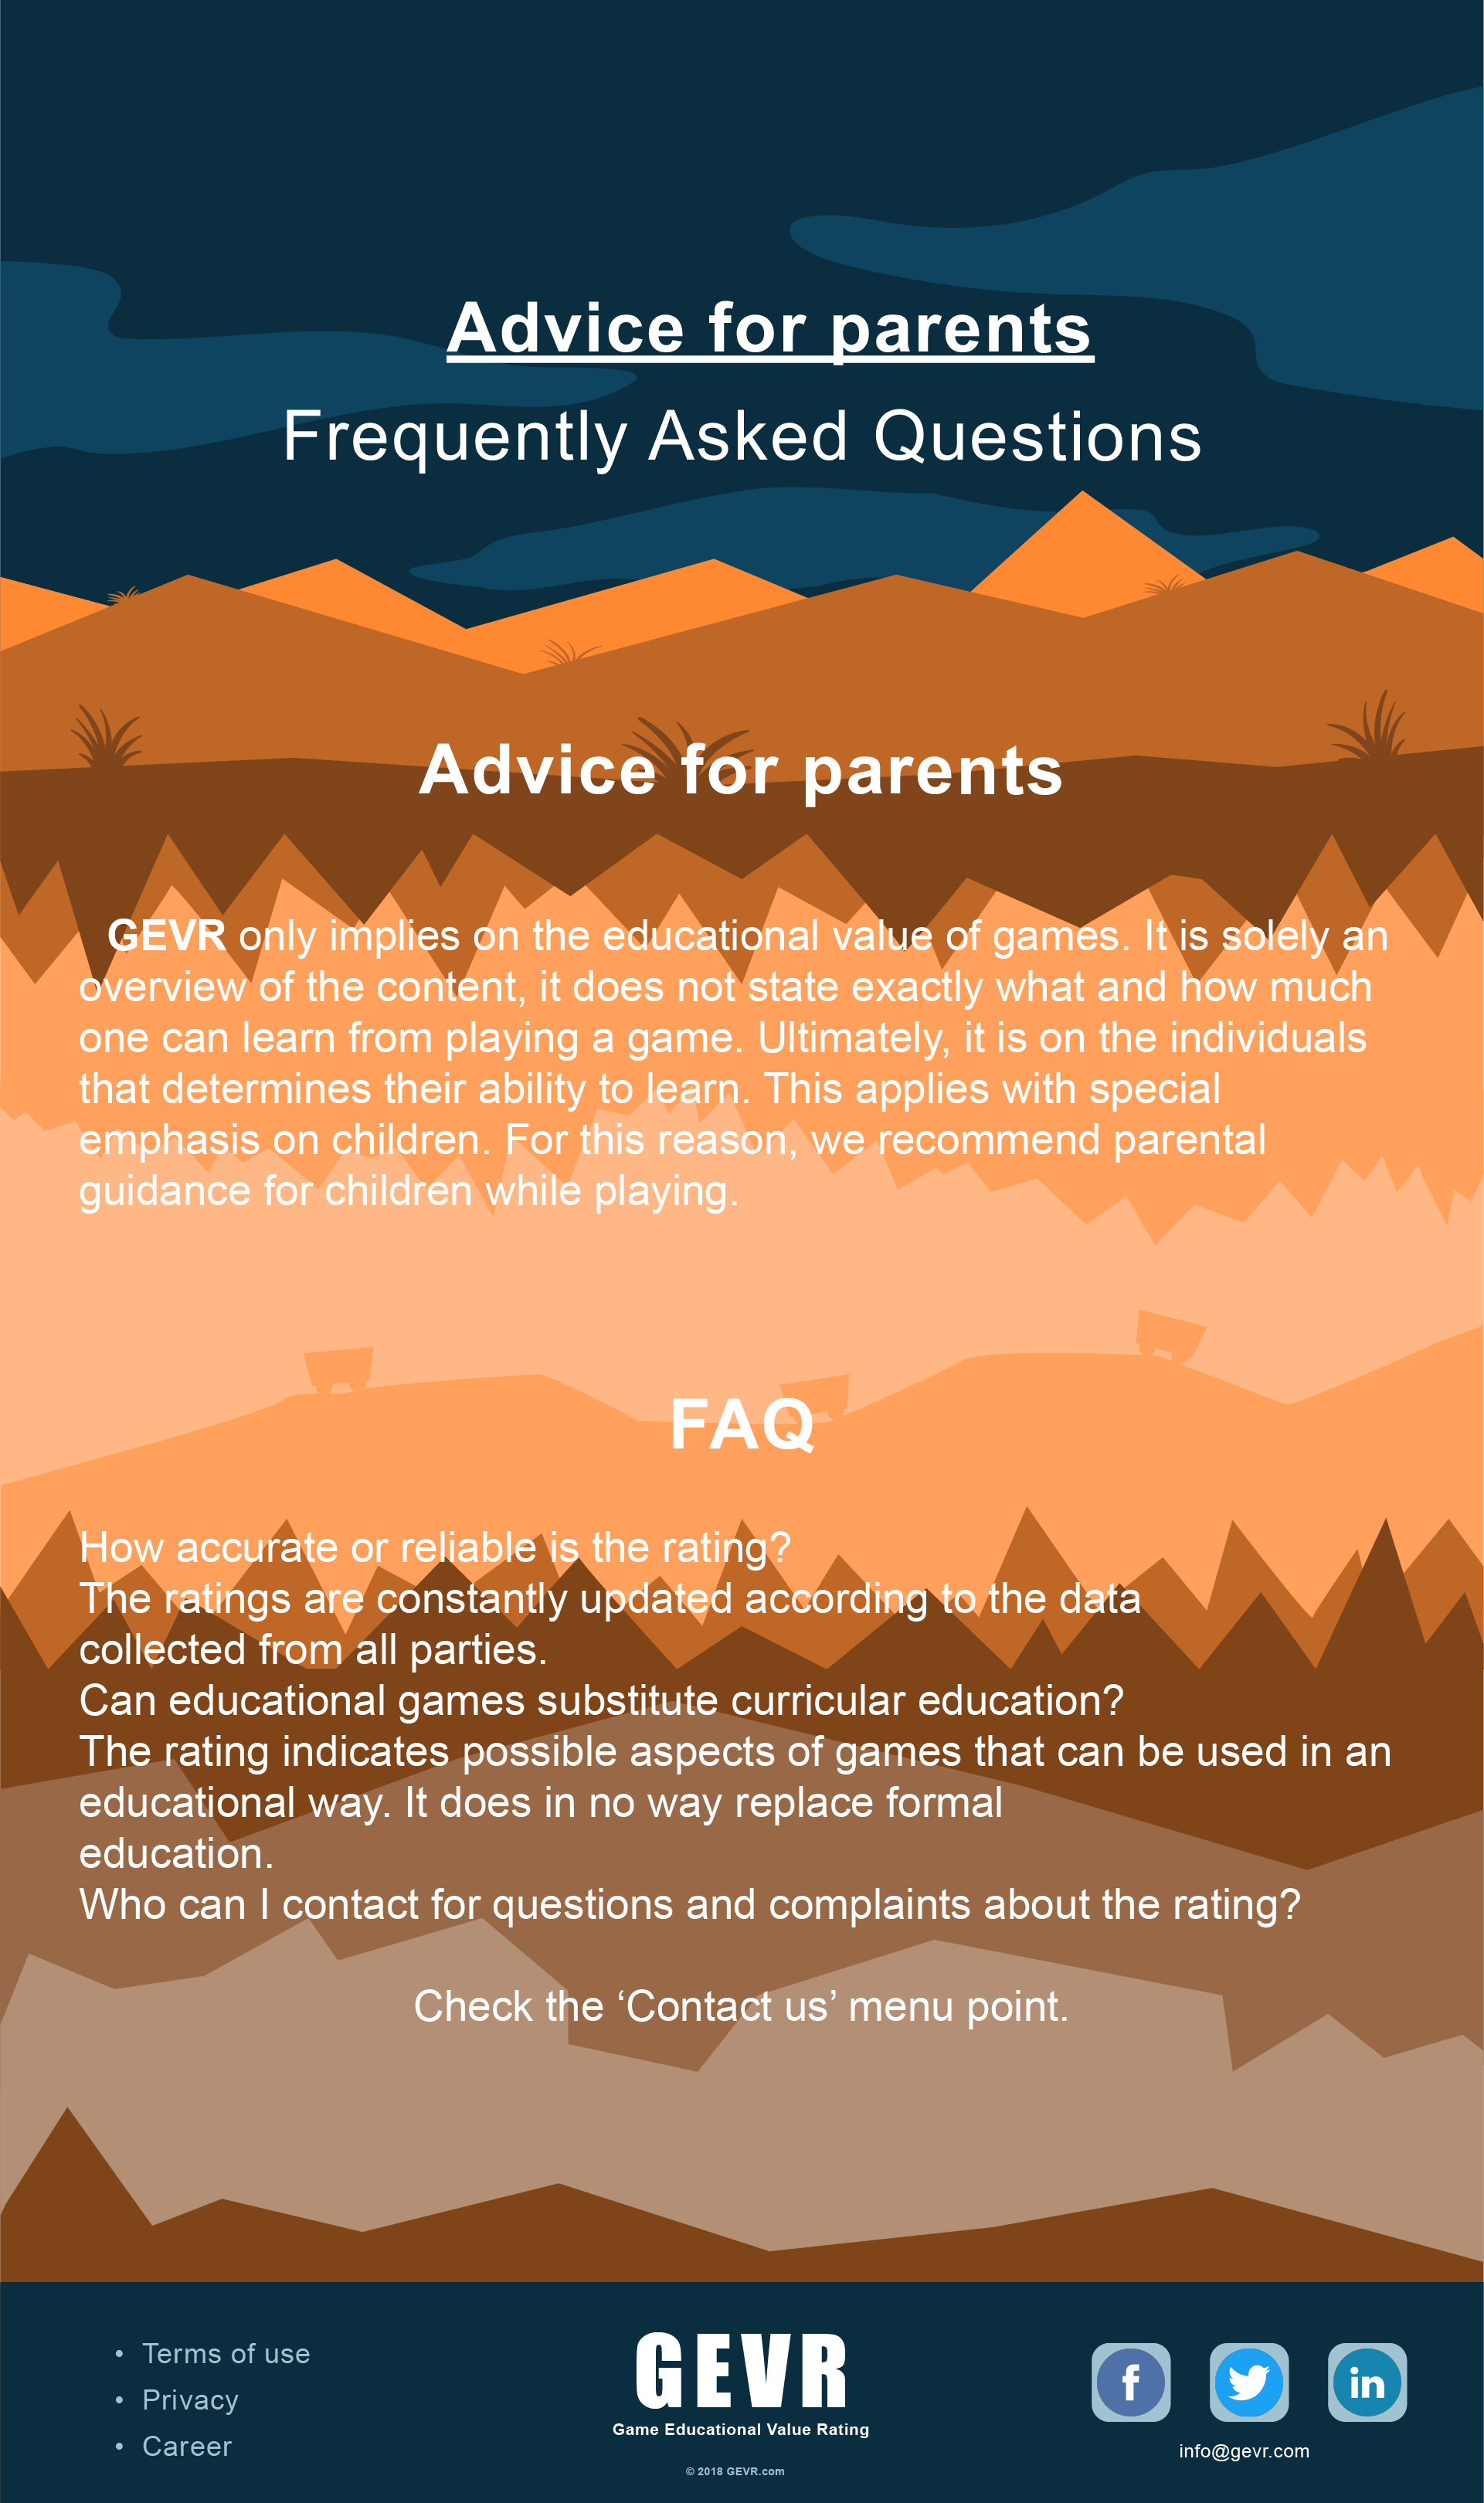 Advice for parents
Frequently Asked Questions
Advice for parents
GEVR only implies on the educational value of games. It is solely an
overview of the content, it does not state exactly what and how much
one can learn from playing a game. Ultimately, it is on the individuals
that determines their ability to learn. This applies with special
emphasis on children. For this reason, we recommend parental
guidance for children while playing.
FAQ
How accurate or reliable is the rating?
The ratings are constantly updated according to the data
collected from all parties.
Can educational games substitute curricular education?
The rating indicates possible aspects of games that can be used in an
educational way. It does in no way replace formal
education.
Who can I contact for questions and complaints about the rating?
Check the ‘Contact us’ menu point.
• Terms of use
• Privacy
• Career
GEVR
Game Educational Value Rating
© 2018 GEVR.com
f
in
info@gevr.com